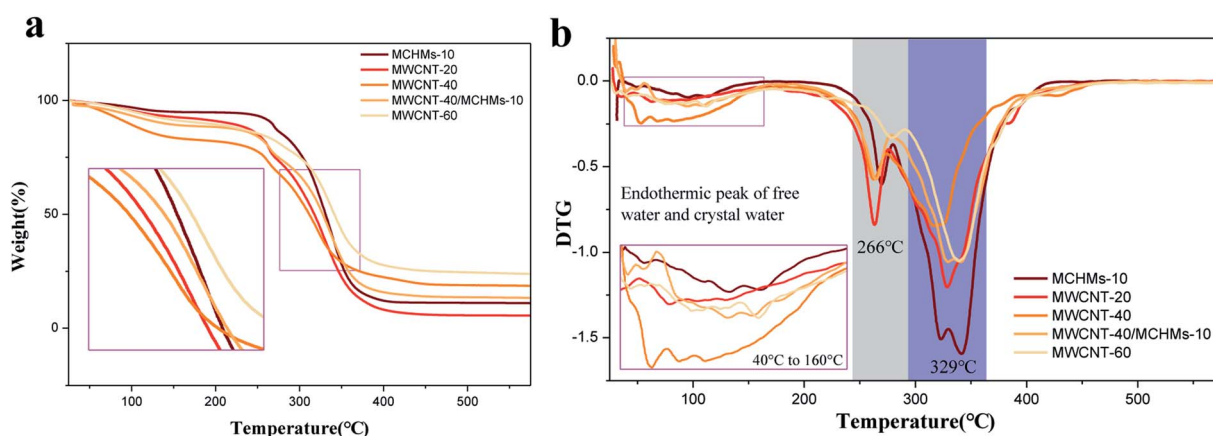 a
100
50
0
Weight(%)
MCHMs-10
MWCNT-20
MWCNT-40
MWCNT-40/MCHMs-10
MWCNT-60
100
200
300
400
500
Temperature(℃)
b
0.0
-0.5
-1.0
-1.5
DTG
Endothermic peak of free
water and crystal water
266℃
40℃ to 160℃
329℃
MCHMs-10
MWCNT-20
MWCNT-40
MWCNT-40/MCHMs-10
MWCNT-60
100
200
300
400
500
Temperature(℃)